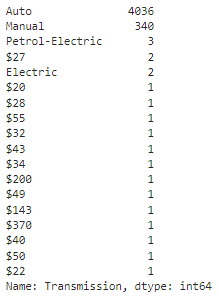 Auto 4036
Manual 340
Petrol-Electric 3
$27 2
Electric 2
$20 1
$28 1
$55 1
$32 1
$43 1
$34 1
$200 1
$49 1
$143 1
$370 1
$40 1
$50 1
$22 1
Name: Transmission, dtype: int64